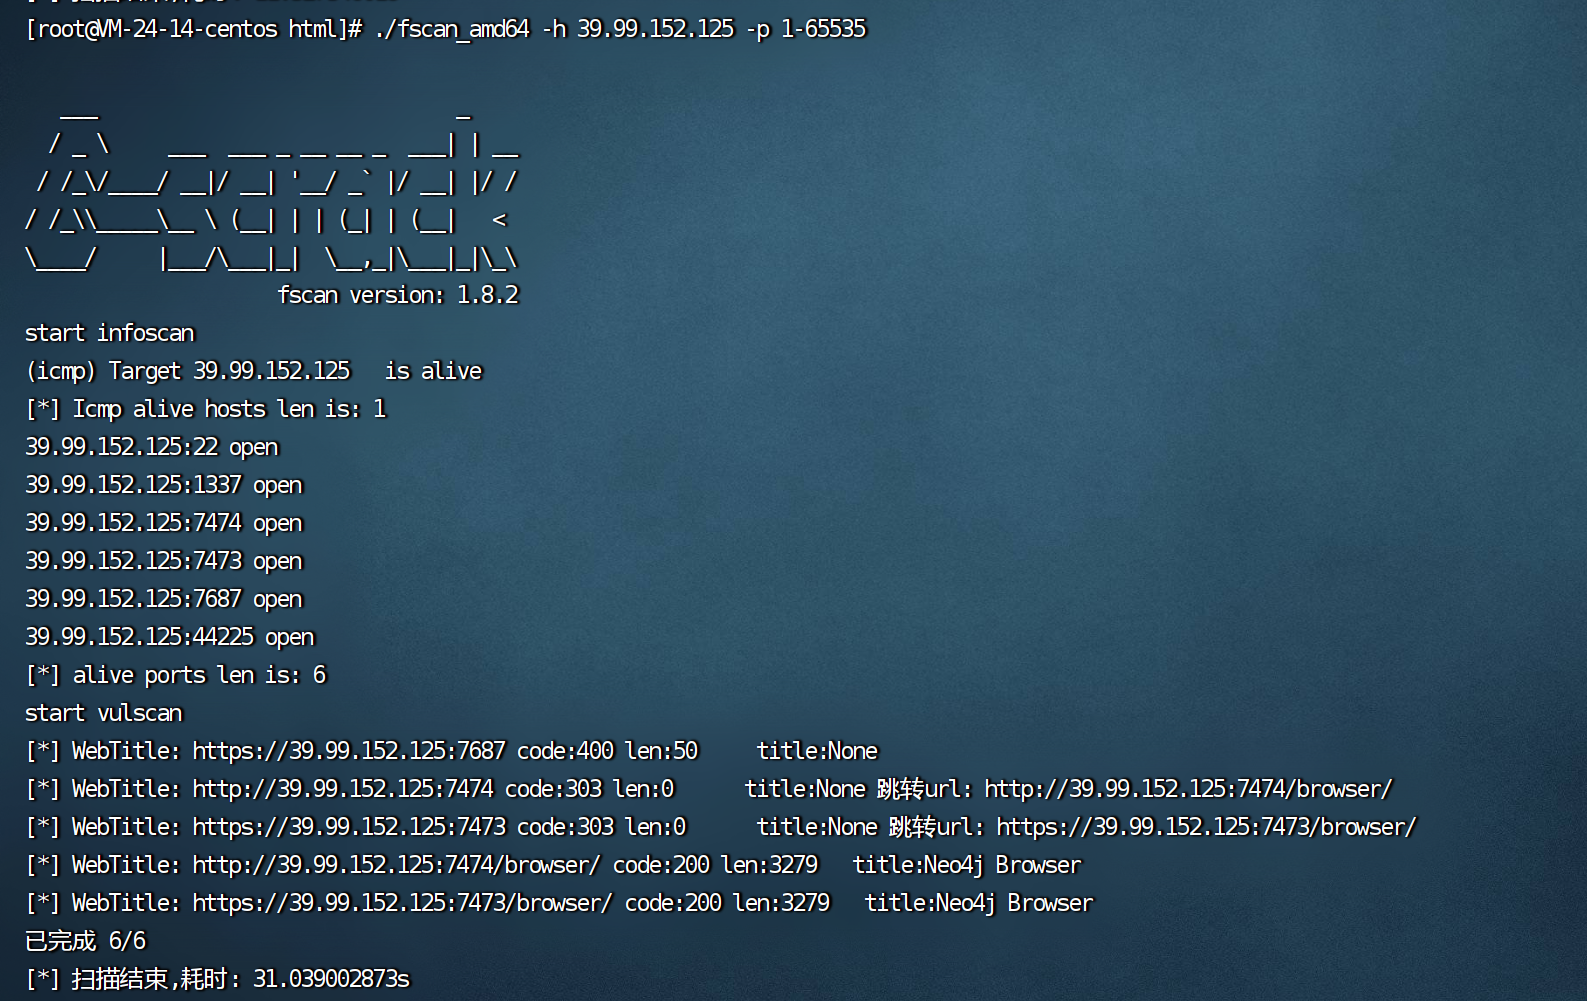 [root@VM-24-14-centos html]# ./fscan_amd64 -h 39.99.152.125 -p 1-65535
   ___                              _
  / _ \     ___  ___ _ __ __ _  ___| | __
 / /_\/____/ __|/ __| '__/ _` |/ __| |/ /
/ /_\\_____\__ \ (__| | | (_| | (__|   <
\____/     |___/\___|_|  \__,_|\___|_|\_\
                     fscan version: 1.8.2
start infoscan
(icmp) Target 39.99.152.125   is alive
[*] Icmp alive hosts len is: 1
39.99.152.125:22 open
39.99.152.125:1337 open
39.99.152.125:7474 open
39.99.152.125:7473 open
39.99.152.125:7687 open
39.99.152.125:44225 open
[*] alive ports len is: 6
start vulscan
[*] WebTitle: https://39.99.152.125:7687 code:400 len:50     title:None
[*] WebTitle: http://39.99.152.125:7474 code:303 len:0      title:None 跳转url: http://39.99.152.125:7474/browser/
[*] WebTitle: https://39.99.152.125:7473 code:303 len:0      title:None 跳转url: https://39.99.152.125:7473/browser/
[*] WebTitle: http://39.99.152.125:7474/browser/ code:200 len:3279   title:Neo4j Browser
[*] WebTitle: https://39.99.152.125:7473/browser/ code:200 len:3279   title:Neo4j Browser
已完成 6/6
[*] 扫描结束,耗时: 31.039002873s